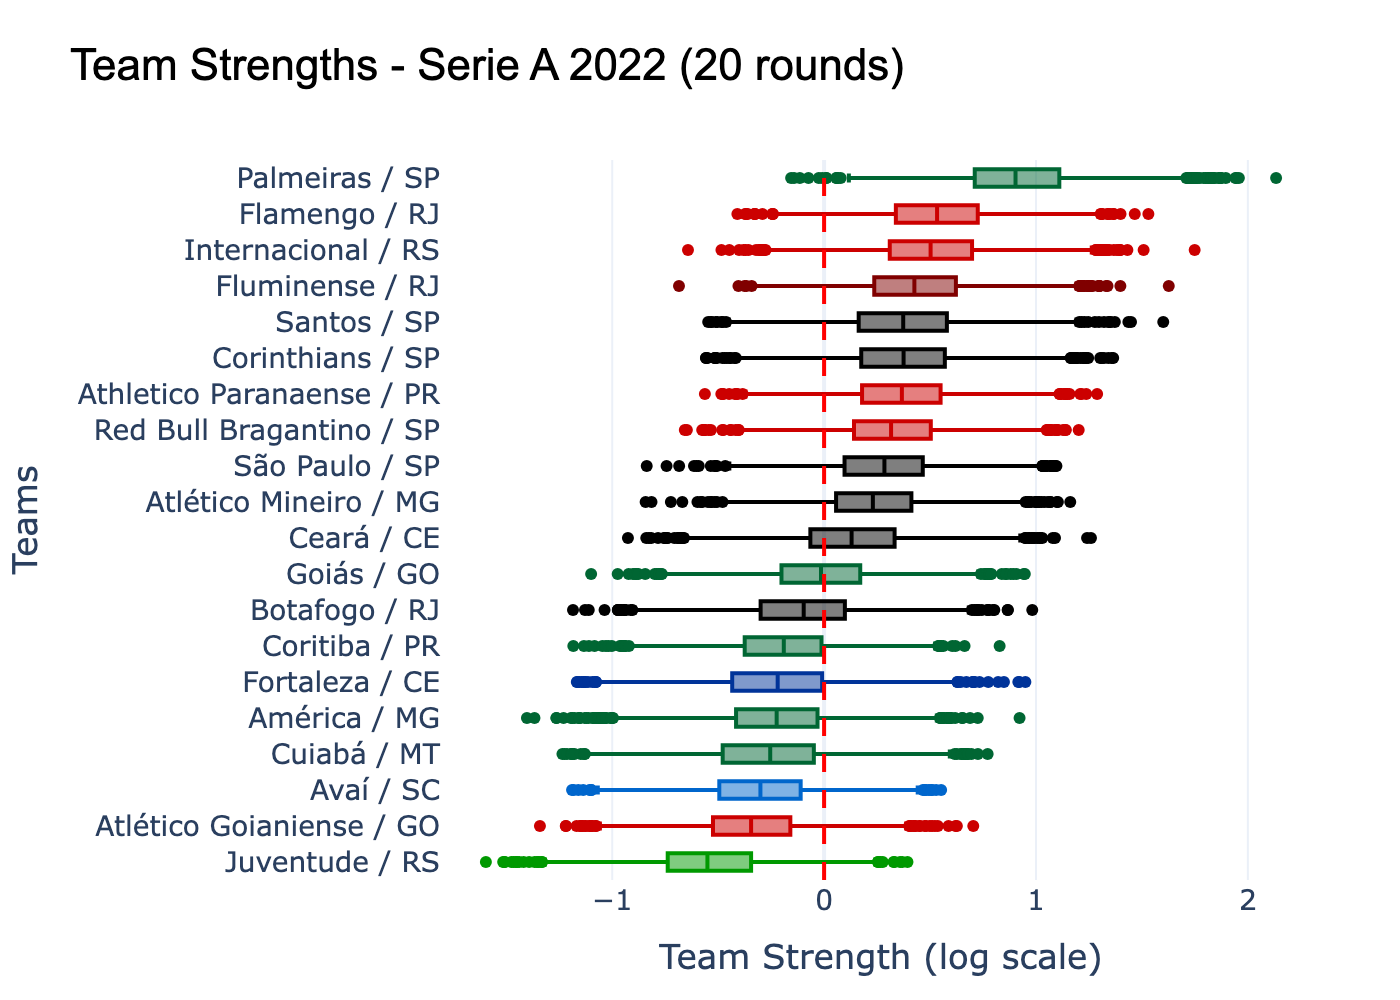 Team Strengths - Serie A 2022 (20 rounds)
Palmeiras / SP
Flamengo / RJ
Internacional / RS
Fluminense / RJ
Santos / SP
Corinthians / SP
Athletico Paranaense / PR
Red Bull Bragantino / SP
São Paulo / SP
Atlético Mineiro / MG
Ceará / CE
Goiás / GO
Botafogo / RJ
Coritiba / PR
Fortaleza / CE
América / MG
Cuiabá / MT
Avaí / SC
Atlético Goianiense / GO
Juventude / RS
Teams
−1 0 1 2
Team Strength (log scale)